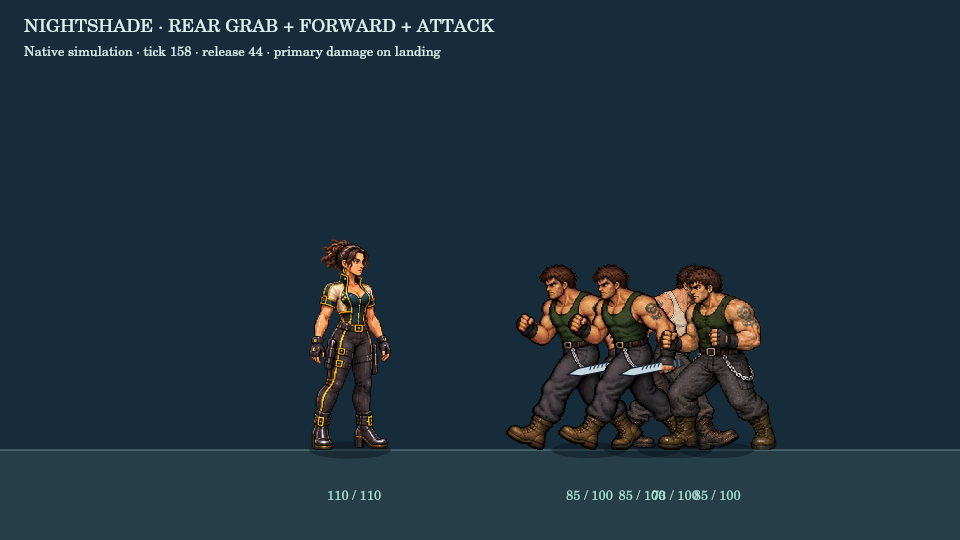 NIGHTSHADE · REAR GRAB + FORWARD + ATTACK
Native simulation · tick 158 · release 44 · primary damage on landing
110 / 110 85 / 100 85 / 100 / 100 85 / 100